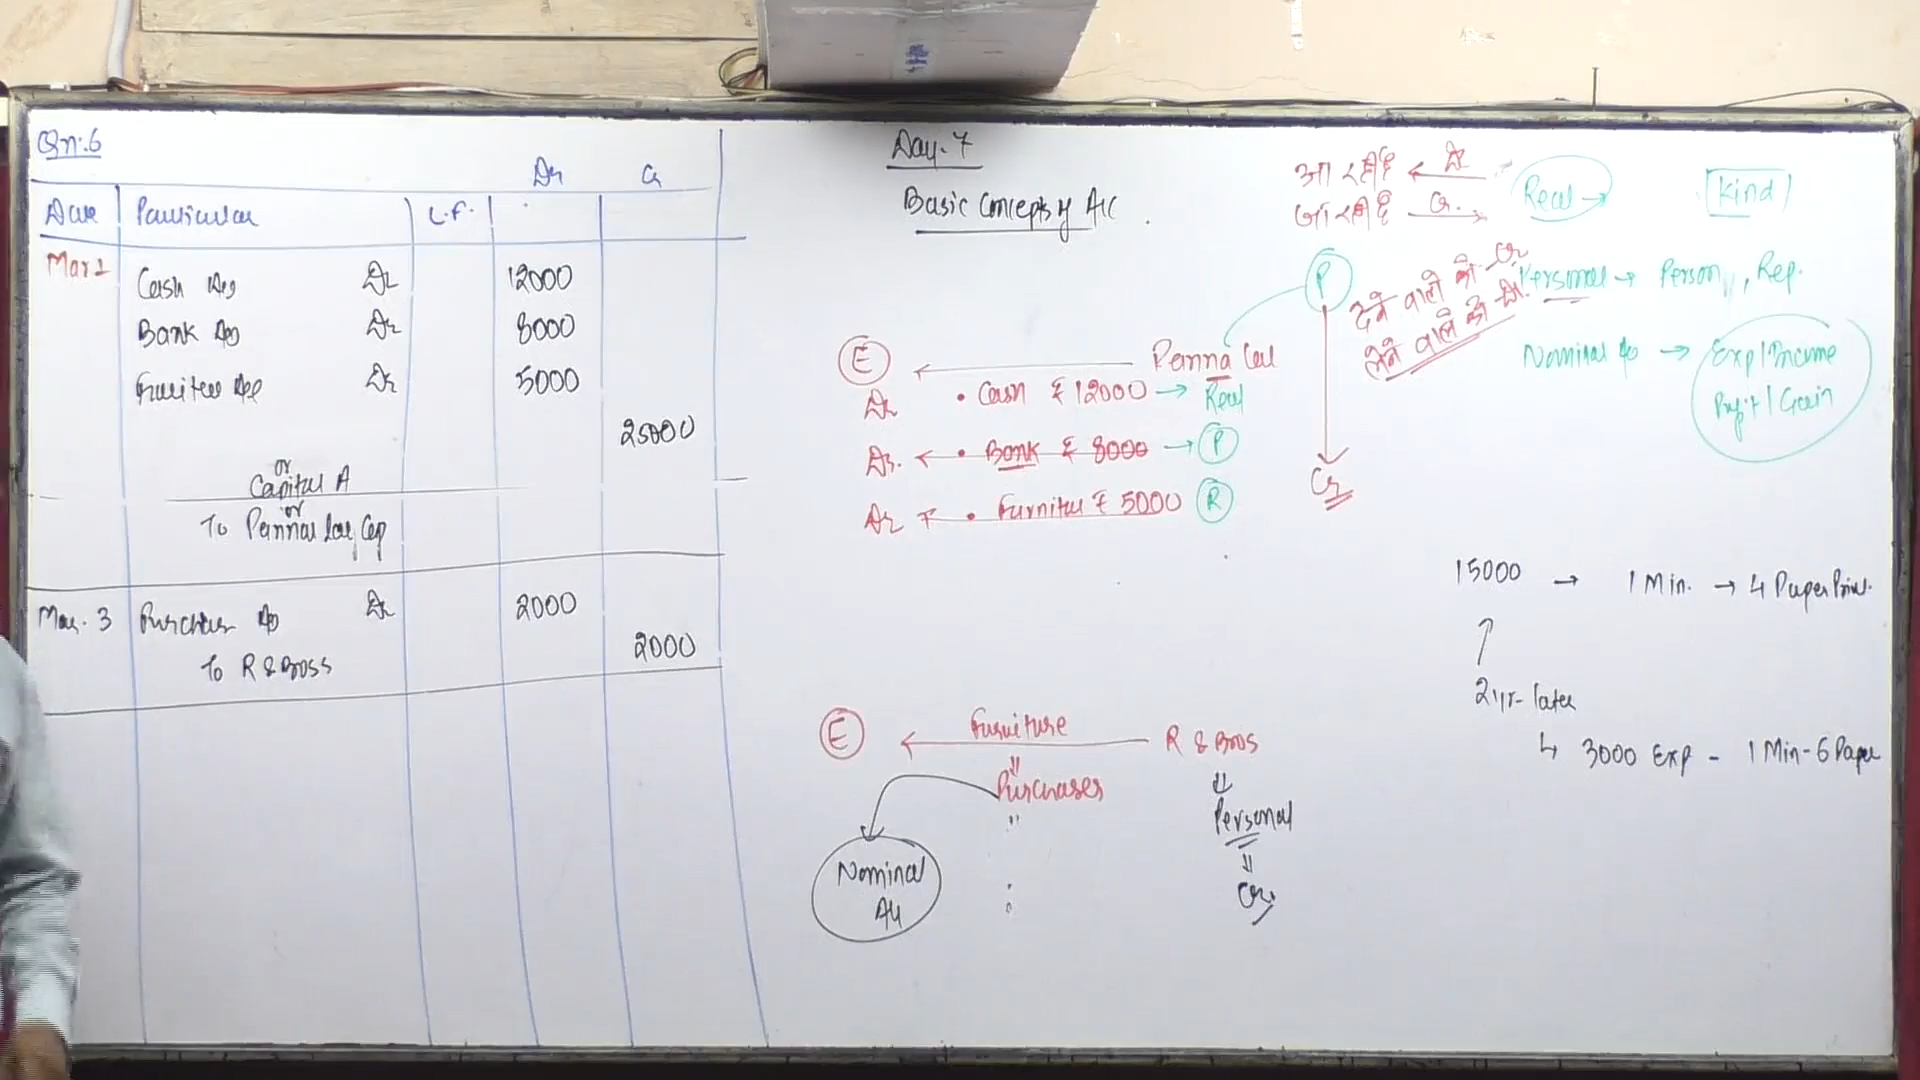 Qn:6
Dr Cr
Date Particular L.F.
Mar 1 Cash A/c Dr 12000
Bank A/c Dr 8000
Furniture A/c Dr 5000
25000
or
Capital A
or
To Panna Lal Cap
Mar. 3 Purchases A/c Dr 2000
To R & Bros 2000
Day. 7
Basic Concepts of A/C
E Panna Lal
Dr • Cash ₹ 12000 → Real
Dr. ← • Bank ₹ 8000 → P
Dr • Furniture ₹ 5000 R
आ रही है ← Dr
जा रही है Cr. →
Real → Kind
P
देने वाले को - Cr
लेने वाले को Dr.
Personal → Person, Rep.
Nominal A/c → Exp/Income
Profit/Gain
Cr
15000 → 1 Min. → 4 Paper Print.
2 yr. later
↳ 3000 Exp - 1 Min - 6 Paper
E ← Furniture R & Bros
Purchases
Personal
Cr.
Nominal
A/c